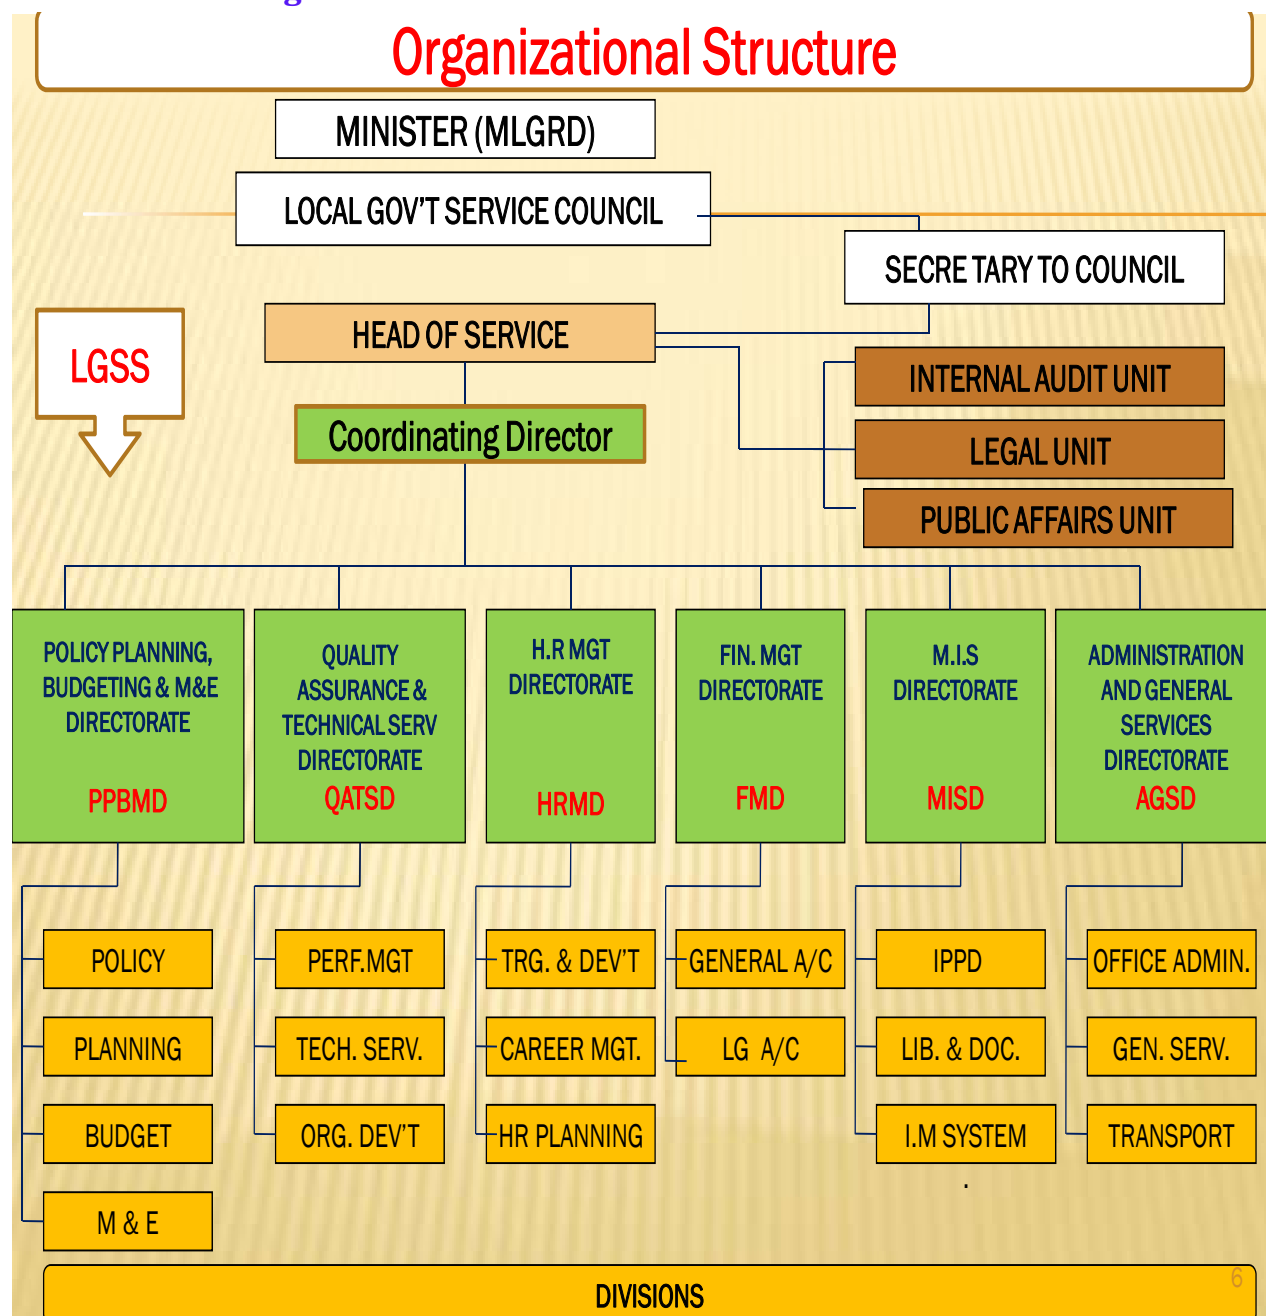 Organizational Structure
MINISTER (MLGRD)
LOCAL GOV'T SERVICE COUNCIL
SECRE TARY TO COUNCIL
HEAD OF SERVICE
LGSS
INTERNAL AUDIT UNIT
Coordinating Director
LEGAL UNIT
PUBLIC AFFAIRS UNIT
POLICY PLANNING,
BUDGETING & M&E
DIRECTORATE
PPBMD
QUALITY
ASSURANCE &
TECHNICAL SERV
DIRECTORATE
QATSD
H.R MGT
DIRECTORATE
HRMD
FIN. MGT
DIRECTORATE
FMD
M.I.S
DIRECTORATE
MISD
ADMINISTRATION
AND GENERAL
SERVICES
DIRECTORATE
AGSD
POLICY
PLANNING
BUDGET
M & E
PERF.MGT
TECH. SERV.
ORG. DEV'T
TRG. & DEV'T
CAREER MGT.
HR PLANNING
GENERAL A/C
LG A/C
IPPD
LIB. & DOC.
I.M SYSTEM
.
OFFICE ADMIN.
GEN. SERV.
TRANSPORT
6
DIVISIONS